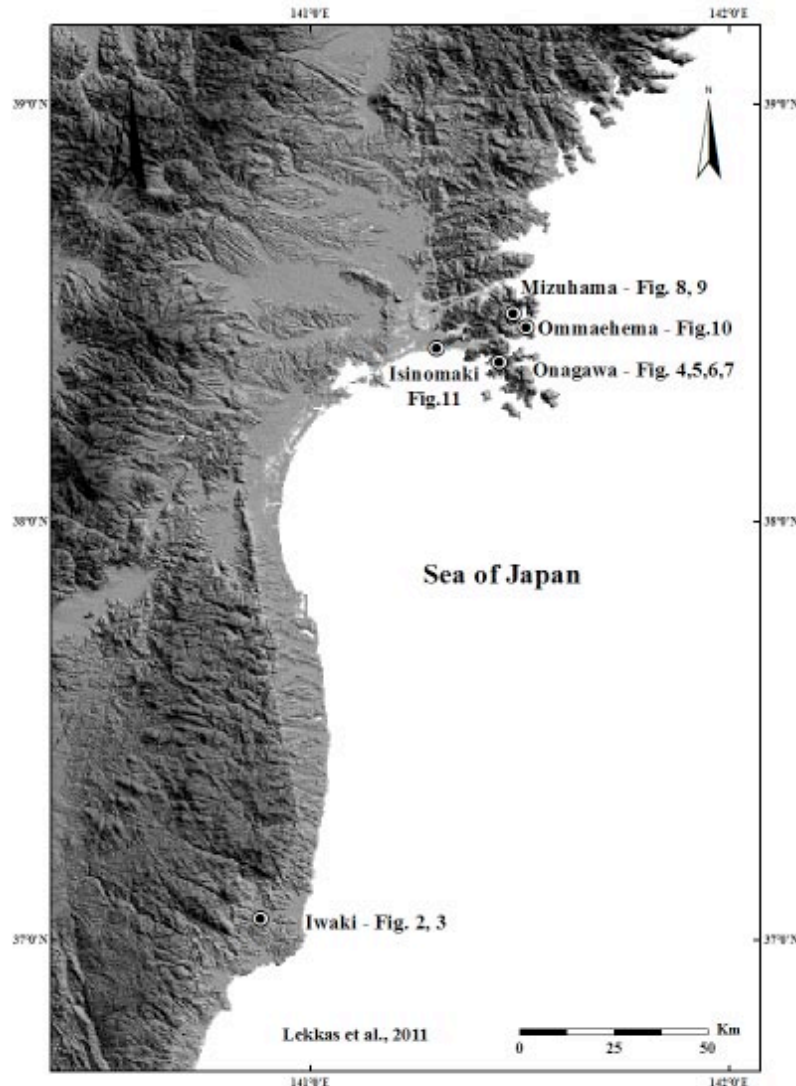 141°0'E
142°0'E
39°0'N
39°0'N
N
Mizuhama - Fig. 8, 9
Ommaehema - Fig.10
Onagawa - Fig. 4,5,6,7
Isinomaki
Fig.11
38°0'N
38°0'N
Sea of Japan
Iwaki - Fig. 2, 3
37°0'N
37°0'N
Lekkas et al., 2011
Km
0
25
50
141°0'E
142°0'E